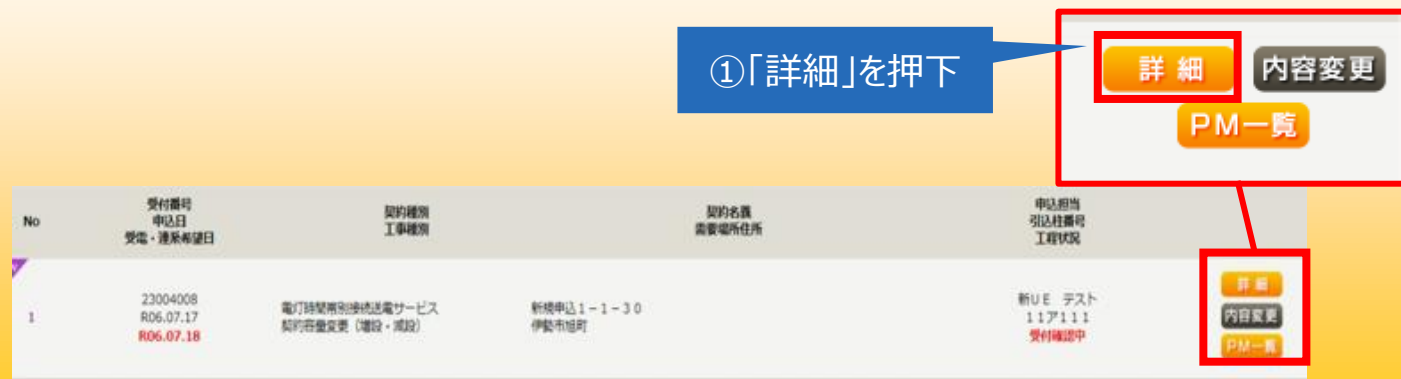 ①「詳細」を押下
詳 細
内容変更
PM一覧
No
受付番号
申込日
受電・連系希望日
契約種別
工事種別
契約名義
需要場所住所
申込担当
引込柱番号
工程状況
1
23004008
R06.07.17
R06.07.18
電灯時間帯別接続送電サービス
契約容量変更（増設・減設）
新規申込１－１－３０
伊勢市旭町
新UE テスト
11ア111
受付確認中
詳 細
内容変更
PM一覧